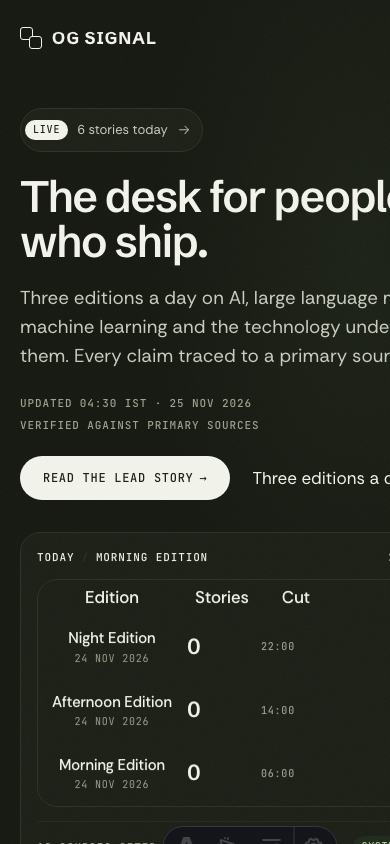 OG SIGNAL
LIVE 6 stories today →
The desk for people
who ship.
Three editions a day on AI, large language
machine learning and the technology
them. Every claim traced to a primary
UPDATED 04:30 IST · 25 NOV 2026
VERIFIED AGAINST PRIMARY SOURCES
READ THE LEAD STORY → Three editions a
TODAY / MORNING EDITION
Edition Stories Cut
Night Edition 0 22:00
24 NOV 2026
Afternoon Edition 0 14:00
24 NOV 2026
Morning Edition 0 06:00
24 NOV 2026